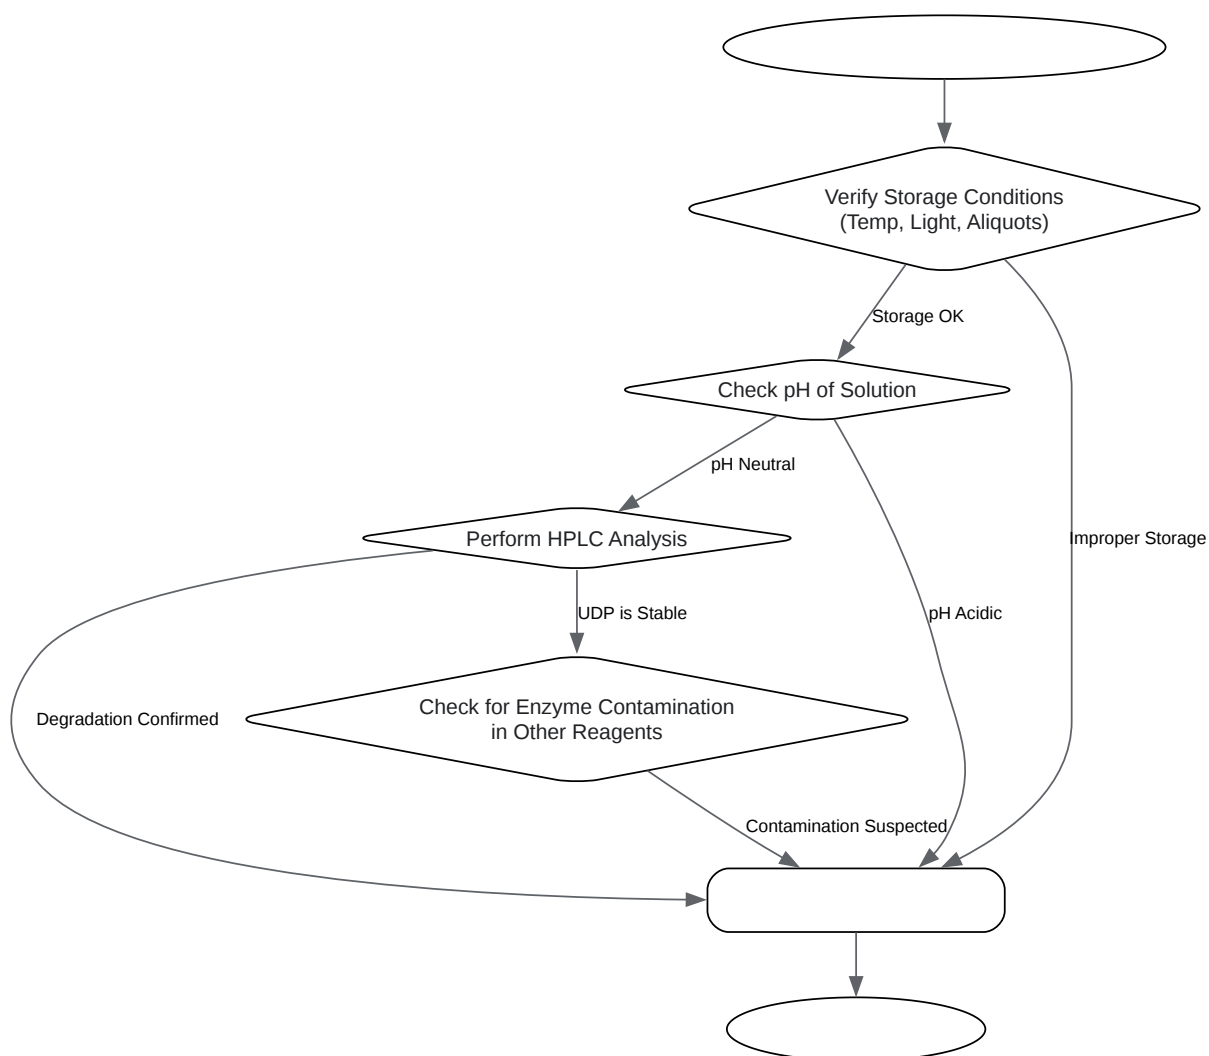 Verify Storage Conditions
(Temp, Light, Aliquots)
Storage OK
Check pH of Solution
pH Neutral
Perform HPLC Analysis
Improper Storage
UDP is Stable
pH Acidic
Check for Enzyme Contamination
in Other Reagents
Degradation Confirmed
Contamination Suspected